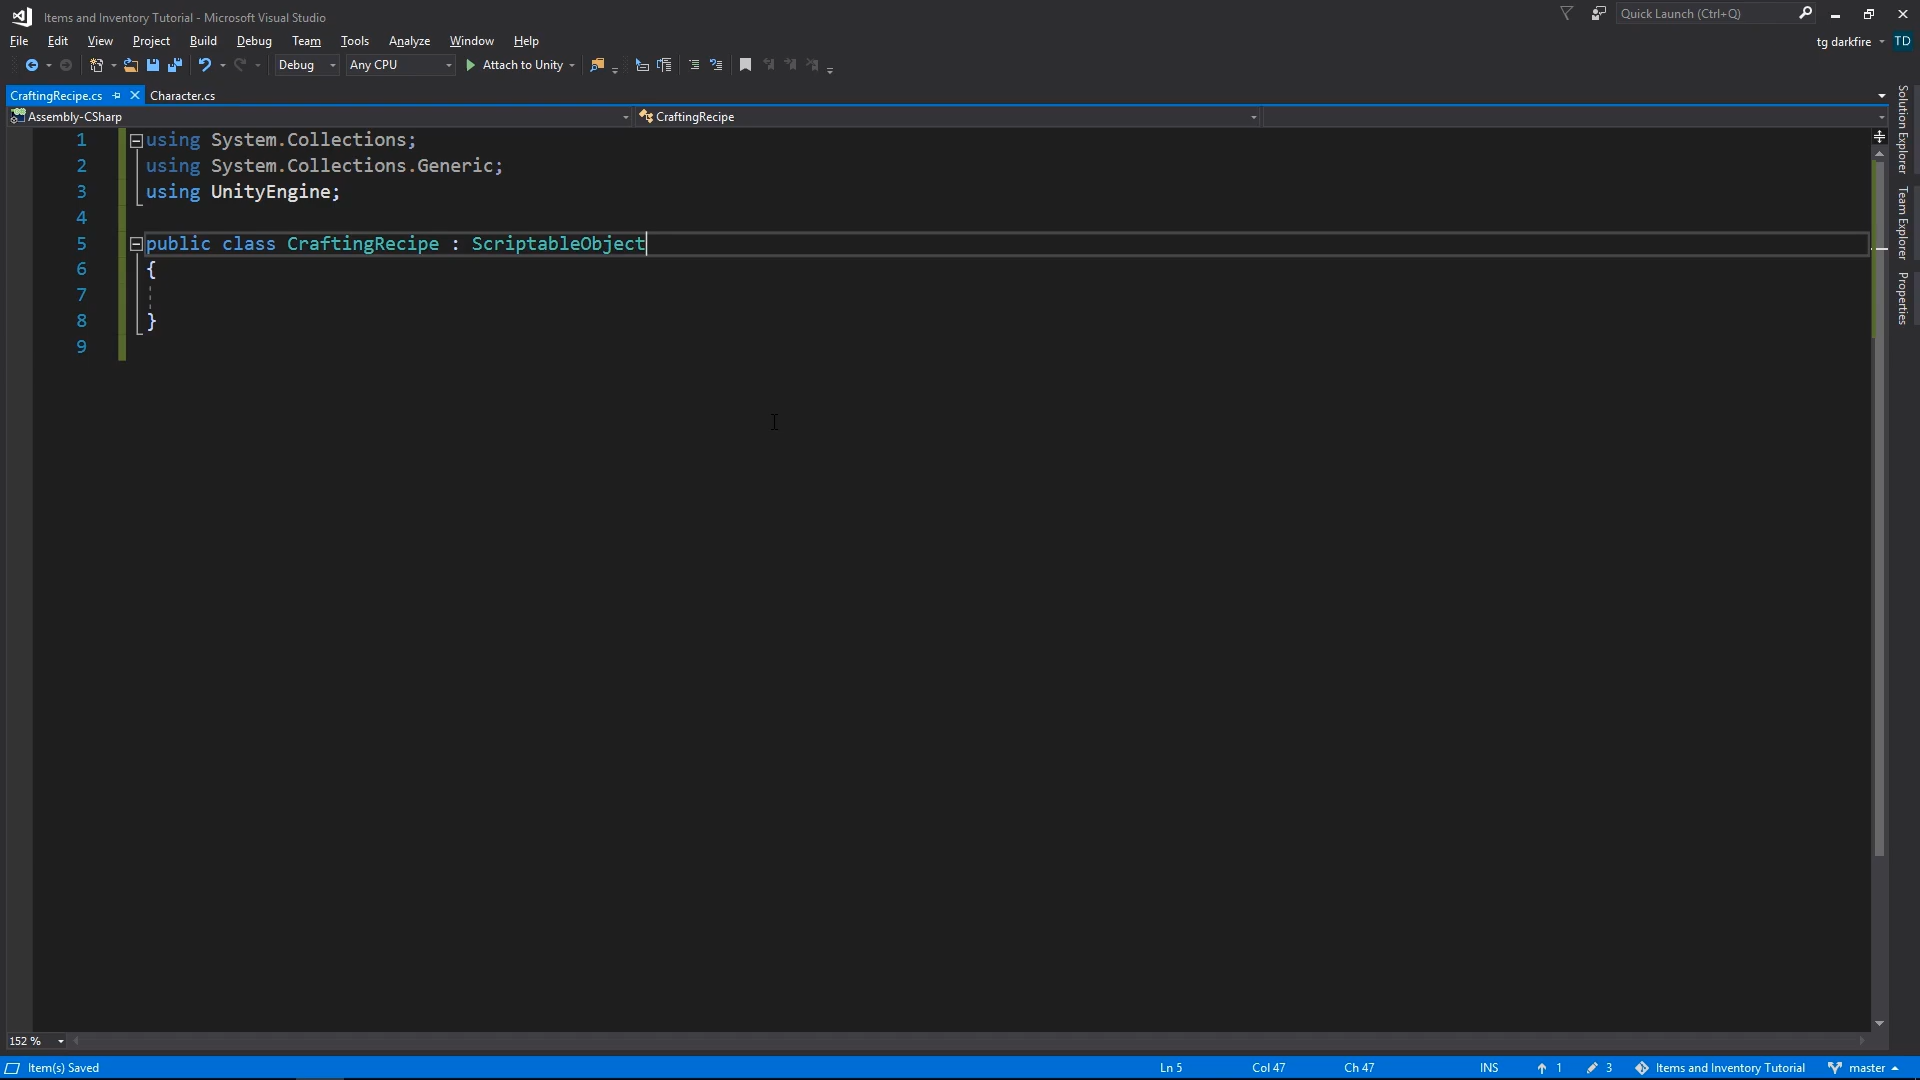 Items and Inventory Tutorial - Microsoft Visual Studio
Quick Launch (Ctrl+Q)
File Edit View Project Build Debug Team Tools Analyze Window Help
tg darkfire TD
Debug Any CPU Attach to Unity
CraftingRecipe.cs Character.cs
Assembly-CSharp CraftingRecipe
1 using System.Collections;
2 using System.Collections.Generic;
3 using UnityEngine;
4
5 public class CraftingRecipe : ScriptableObject
6 {
7
8 }
9
Solution Explorer
Team Explorer
Properties
152 %
Item(s) Saved Ln 5 Col 47 Ch 47 INS 1 3 Items and Inventory Tutorial master